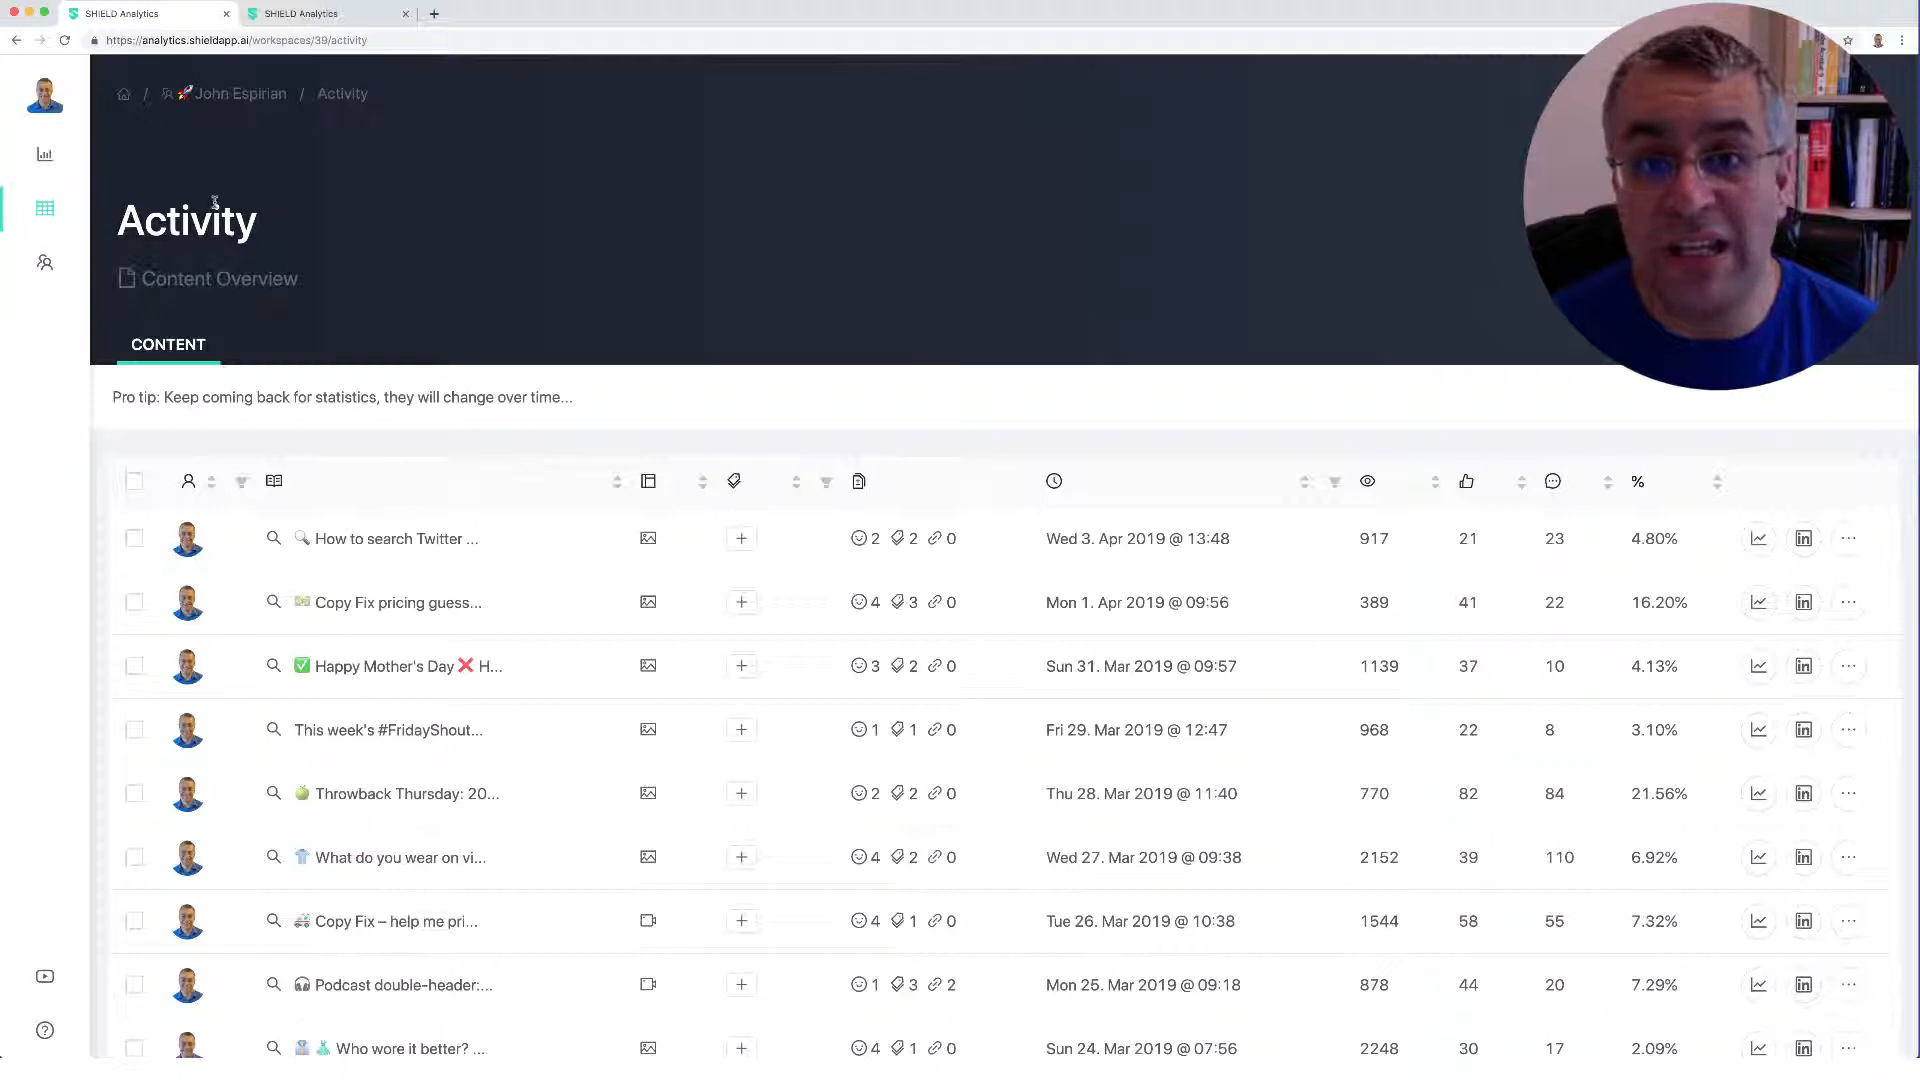 SHIELD Analytics
SHIELD Analytics
https://analytics.shieldapp.ai/workspaces/39/activity
/ 🚀 John Espirian / Activity
Activity
Content Overview
CONTENT
Pro tip: Keep coming back for statistics, they will change over time...
%
🔍 How to search Twitter ... + 2 2 0 Wed 3. Apr 2019 @ 13:48 917 21 23 4.80%
💵 Copy Fix pricing guess... + 4 3 0 Mon 1. Apr 2019 @ 09:56 389 41 22 16.20%
✅ Happy Mother's Day ❌ H... + 3 2 0 Sun 31. Mar 2019 @ 09:57 1139 37 10 4.13%
This week's #FridayShout... + 1 1 0 Fri 29. Mar 2019 @ 12:47 968 22 8 3.10%
🍏 Throwback Thursday: 20... + 2 2 0 Thu 28. Mar 2019 @ 11:40 770 82 84 21.56%
👕 What do you wear on vi... + 4 2 0 Wed 27. Mar 2019 @ 09:38 2152 39 110 6.92%
🚑 Copy Fix – help me pri... + 4 1 0 Tue 26. Mar 2019 @ 10:38 1544 58 55 7.32%
🎧 Podcast double-header:... + 1 3 2 Mon 25. Mar 2019 @ 09:18 878 44 20 7.29%
🥼👗 Who wore it better? ... + 4 1 0 Sun 24. Mar 2019 @ 07:56 2248 30 17 2.09%